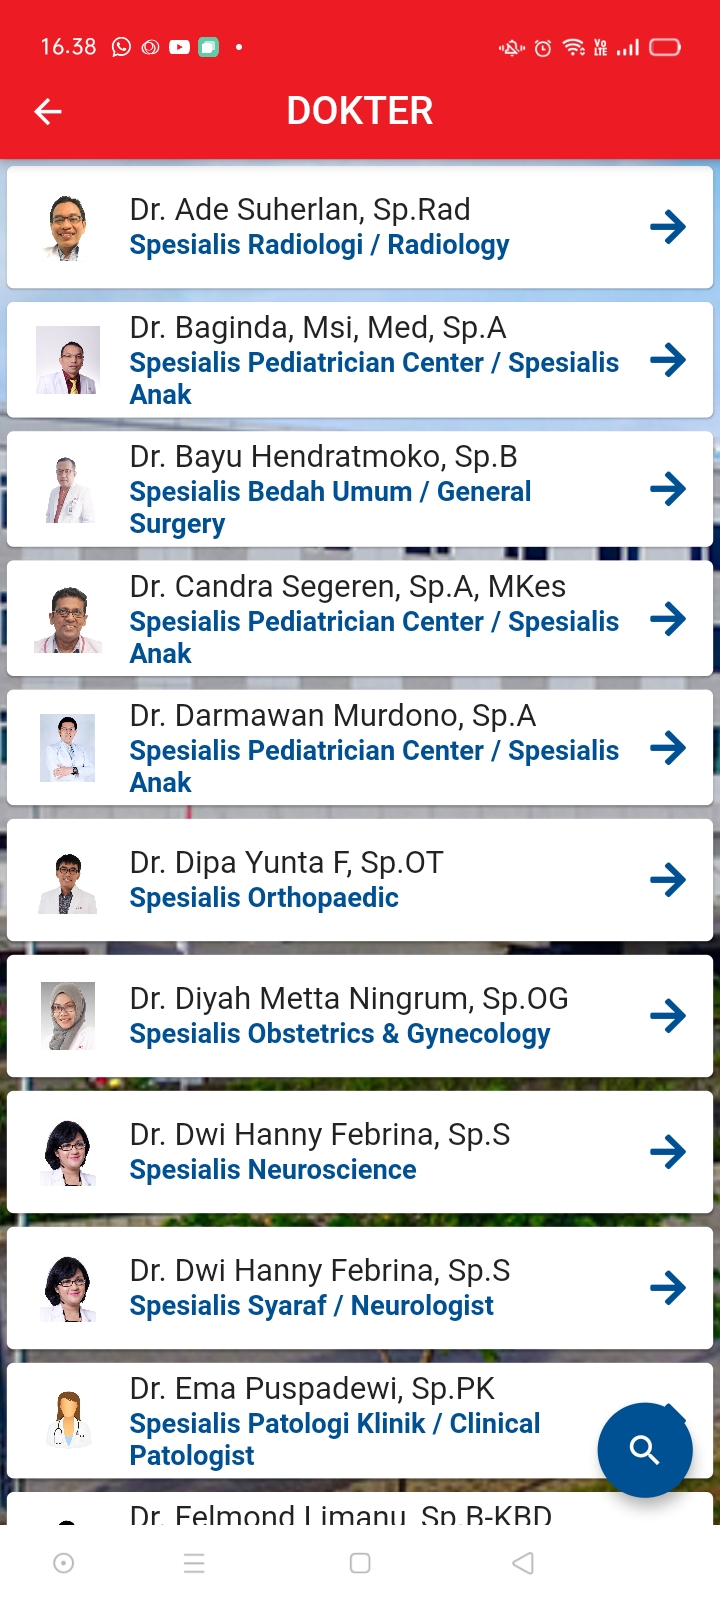 16.38
Vo
LTE
DOKTER
Dr. Ade Suherlan, Sp.Rad
Spesialis Radiologi / Radiology
Dr. Baginda, Msi, Med, Sp.A
Spesialis Pediatrician Center / Spesialis
Anak
Dr. Bayu Hendratmoko, Sp.B
Spesialis Bedah Umum / General
Surgery
Dr. Candra Segeren, Sp.A, MKes
Spesialis Pediatrician Center / Spesialis
Anak
Dr. Darmawan Murdono, Sp.A
Spesialis Pediatrician Center / Spesialis
Anak
Dr. Dipa Yunta F, Sp.OT
Spesialis Orthopaedic
Dr. Diyah Metta Ningrum, Sp.OG
Spesialis Obstetrics & Gynecology
Dr. Dwi Hanny Febrina, Sp.S
Spesialis Neuroscience
Dr. Dwi Hanny Febrina, Sp.S
Spesialis Syaraf / Neurologist
Dr. Ema Puspadewi, Sp.PK
Spesialis Patologi Klinik / Clinical
Patologist
Dr. Felmond Limanu, Sp.B-KBD